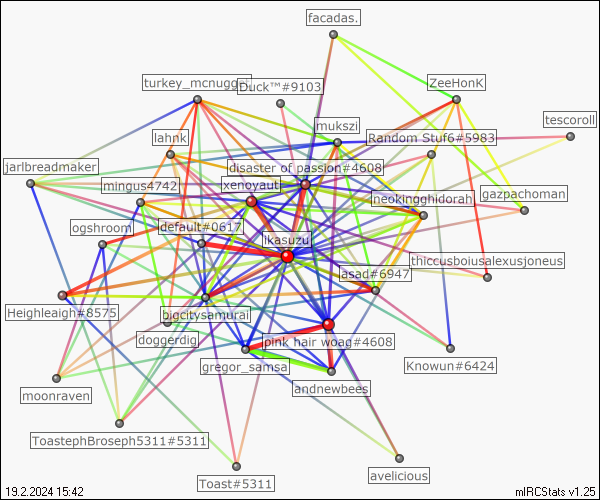 facadas.
turkey_mcnugget
Duck™#9103
ZeeHonK
tescoroll
mukszi
lahnk
Random Stuf6#5983
jarlbreadmaker
disaster of passion#4608
mingus4742
xenoyaut
neokingghidorah
gazpachoman
ogshroom
default#0617
ikasuzu
thiccusboiusalexusjoneus
asad#6947
Heighleaigh#8575
bigcitysamurai
doggerdig
pink hair woag#4608
gregor_samsa
Knowun#6424
moonraven
andnewbees
ToastephBroseph5311#5311
Toast#5311
avelicious
19.2.2024 15:42
mIRCStats v1.25